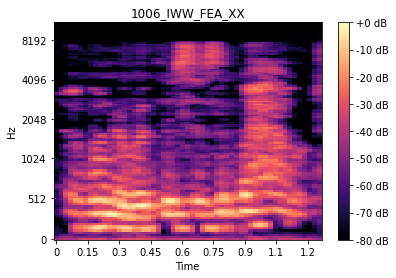 1006_IWW_FEA_XX
8192
4096
2048
1024
512
0
Hz
0 0.15 0.3 0.45 0.6 0.75 0.9 1.1 1.2
Time
+0 dB
-10 dB
-20 dB
-30 dB
-40 dB
-50 dB
-60 dB
-70 dB
-80 dB